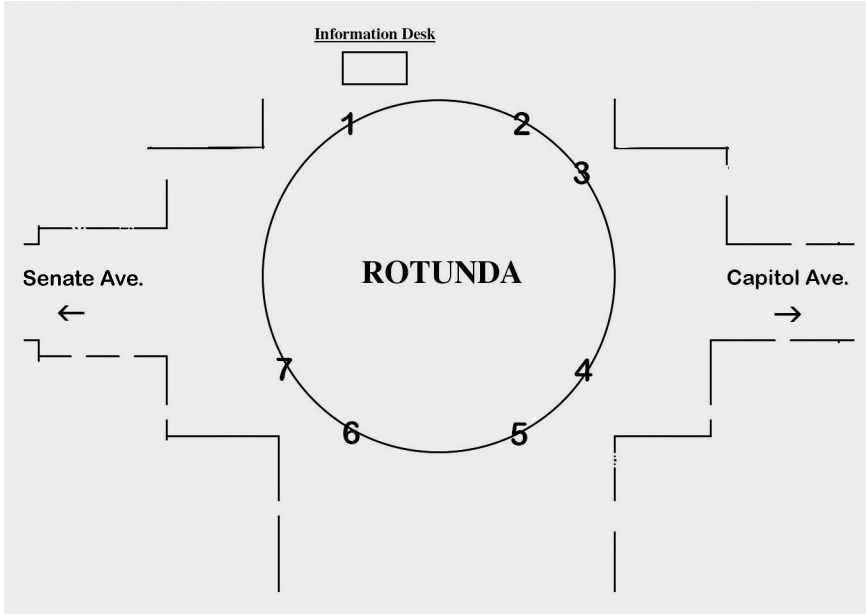 Information Desk
1
2
3
ROTUNDA
Senate Ave.
←
Capitol Ave.
→
7
4
6
5